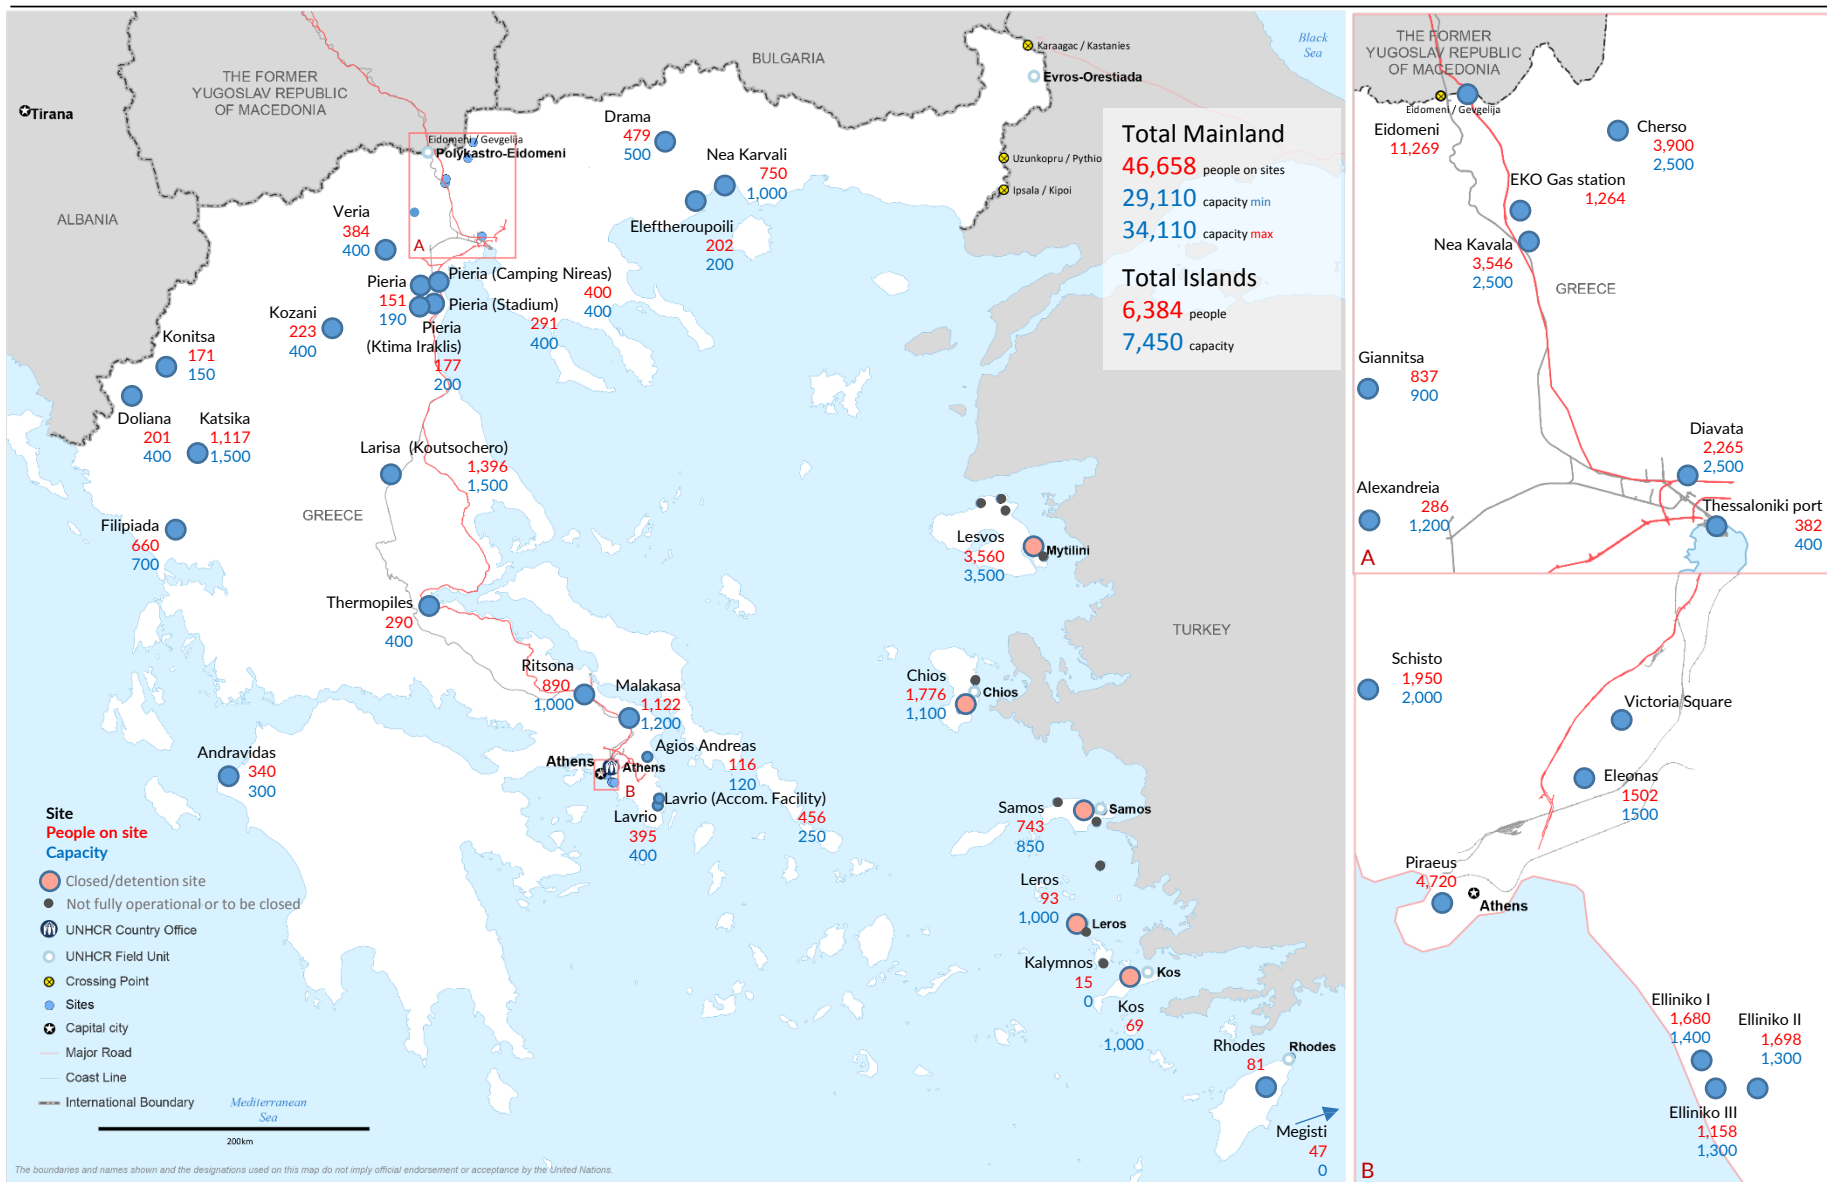 THE FORMER
YUGOSLAV REPUBLIC
OF MACEDONIA
BULGARIA
Black
Sea
Karaagac / Kastanies
Evros-Orestiada
Tirana
ALBANIA
Eidomeni / Gevgelija
Polykastro-Eidomeni
A
Drama
479
500
Nea Karvali
750
1,000
Eleftheroupoili
202
200
Uzunkopru / Pythio
Ipsala / Kipoi
Total Mainland
46,658 people on sites
29,110 capacity min
34,110 capacity max
Total Islands
6,384 people
7,450 capacity
Veria
384
400
Pieria
151
190
Pieria (Camping Nireas)
400
400
Pieria (Stadium)
291
400
Pieria
(Ktima Iraklis)
177
200
Kozani
223
400
Konitsa
171
150
Doliana
201
400
Katsika
1,117
1,500
Larisa (Koutsochero)
1,396
1,500
GREECE
Filipiada
660
700
Thermopiles
290
400
Ritsona
890
1,000
Malakasa
1,122
1,200
Agios Andreas
116
120
Athens
Athens
B
Lavrio (Accom. Facility)
456
250
Lavrio
395
400
Andravidas
340
300
Lesvos
3,560
3,500
Mytilini
TURKEY
Chios
1,776
1,100
Chios
Samos
743
850
Samos
Leros
93
1,000
Leros
Kalymnos
15
0
Kos
Kos
69
1,000
Rhodes
81
Rhodes
Megisti
47
0
Site
People on site
Capacity
Closed/detention site
Not fully operational or to be closed
UNHCR Country Office
UNHCR Field Unit
Crossing Point
Sites
Capital city
Major Road
Coast Line
International Boundary
Mediterranean
Sea
200km
The boundaries and names shown and the designations used on this map do not imply official endorsement or acceptance by the United Nations.
THE FORMER
YUGOSLAV REPUBLIC
OF MACEDONIA
Eidomeni / Gevgelija
Eidomeni
11,269
Cherso
3,900
2,500
EKO Gas station
1,264
Nea Kavala
3,546
2,500
GREECE
Giannitsa
837
900
Diavata
2,265
2,500
Alexandreia
286
1,200
Thessaloniki port
382
400
A
Schisto
1,950
2,000
Victoria Square
Eleonas
1502
1500
Piraeus
4,720
Athens
Elliniko I
1,680
1,400
Elliniko II
1,698
1,300
Elliniko III
1,158
1,300
B